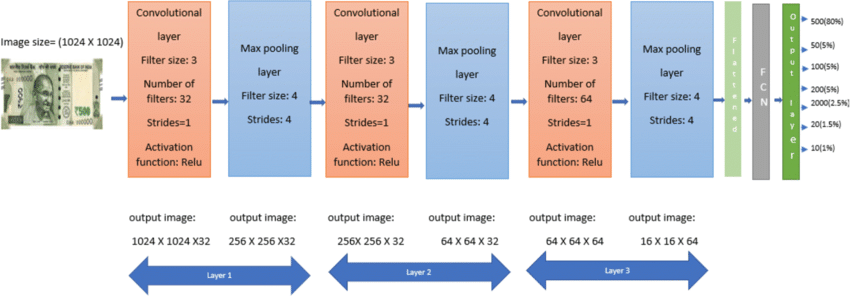 Image size= (1024 X 1024)
₹500
Convolutional
layer
Filter size: 3
Number of
filters: 32
Strides=1
Activation
function: Relu
Max pooling
layer
Filter size: 4
Strides: 4
Convolutional
layer
Filter size: 3
Number of
filters: 32
Strides=1
Activation
function: Relu
Max pooling
layer
Filter size: 4
Strides: 4
Convolutional
layer
Filter size: 3
Number of
filters: 64
Strides=1
Activation
function: Relu
Max pooling
layer
Filter size: 4
Strides: 4
Flattened
FCN
Output layer
500(80%)
50(5%)
100(5%)
200(5%)
2000(2.5%)
20(1.5%)
10(1%)
output image:
1024 X 1024 X32
output image:
256 X 256 X32
output image:
256X 256 X 32
output image:
64 X 64 X 32
output image:
64 X 64 X 64
output image:
16 X 16 X 64
Layer 1
Layer 2
Layer 3